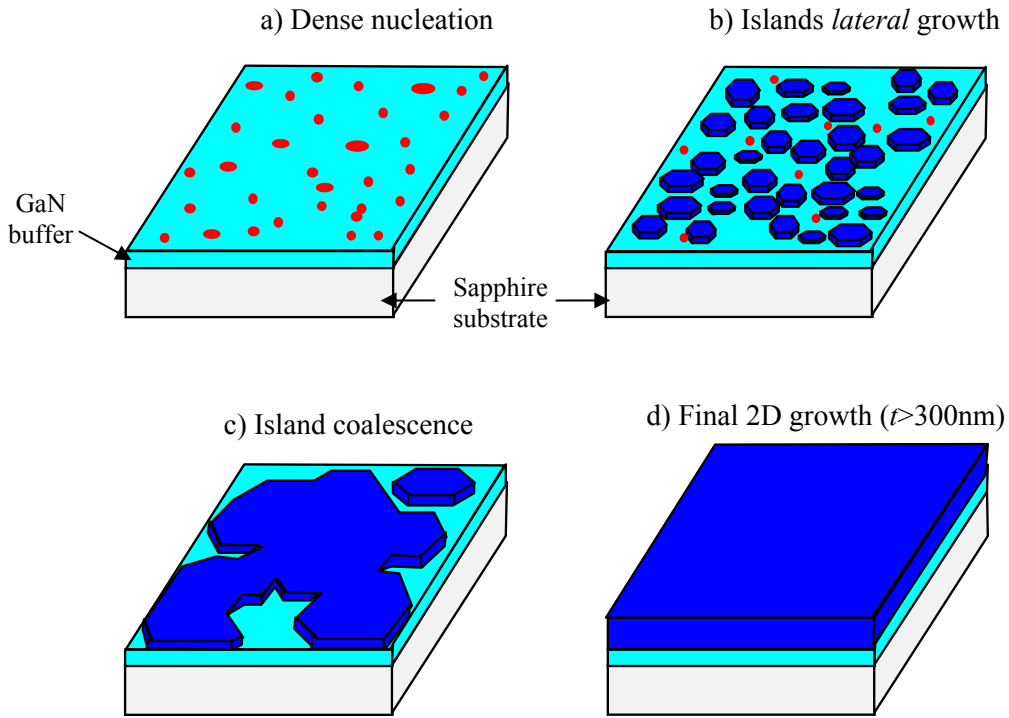 a) Dense nucleation
b) Islands lateral growth
GaN
buffer
Sapphire
substrate
c) Island coalescence
d) Final 2D growth (t>300nm)